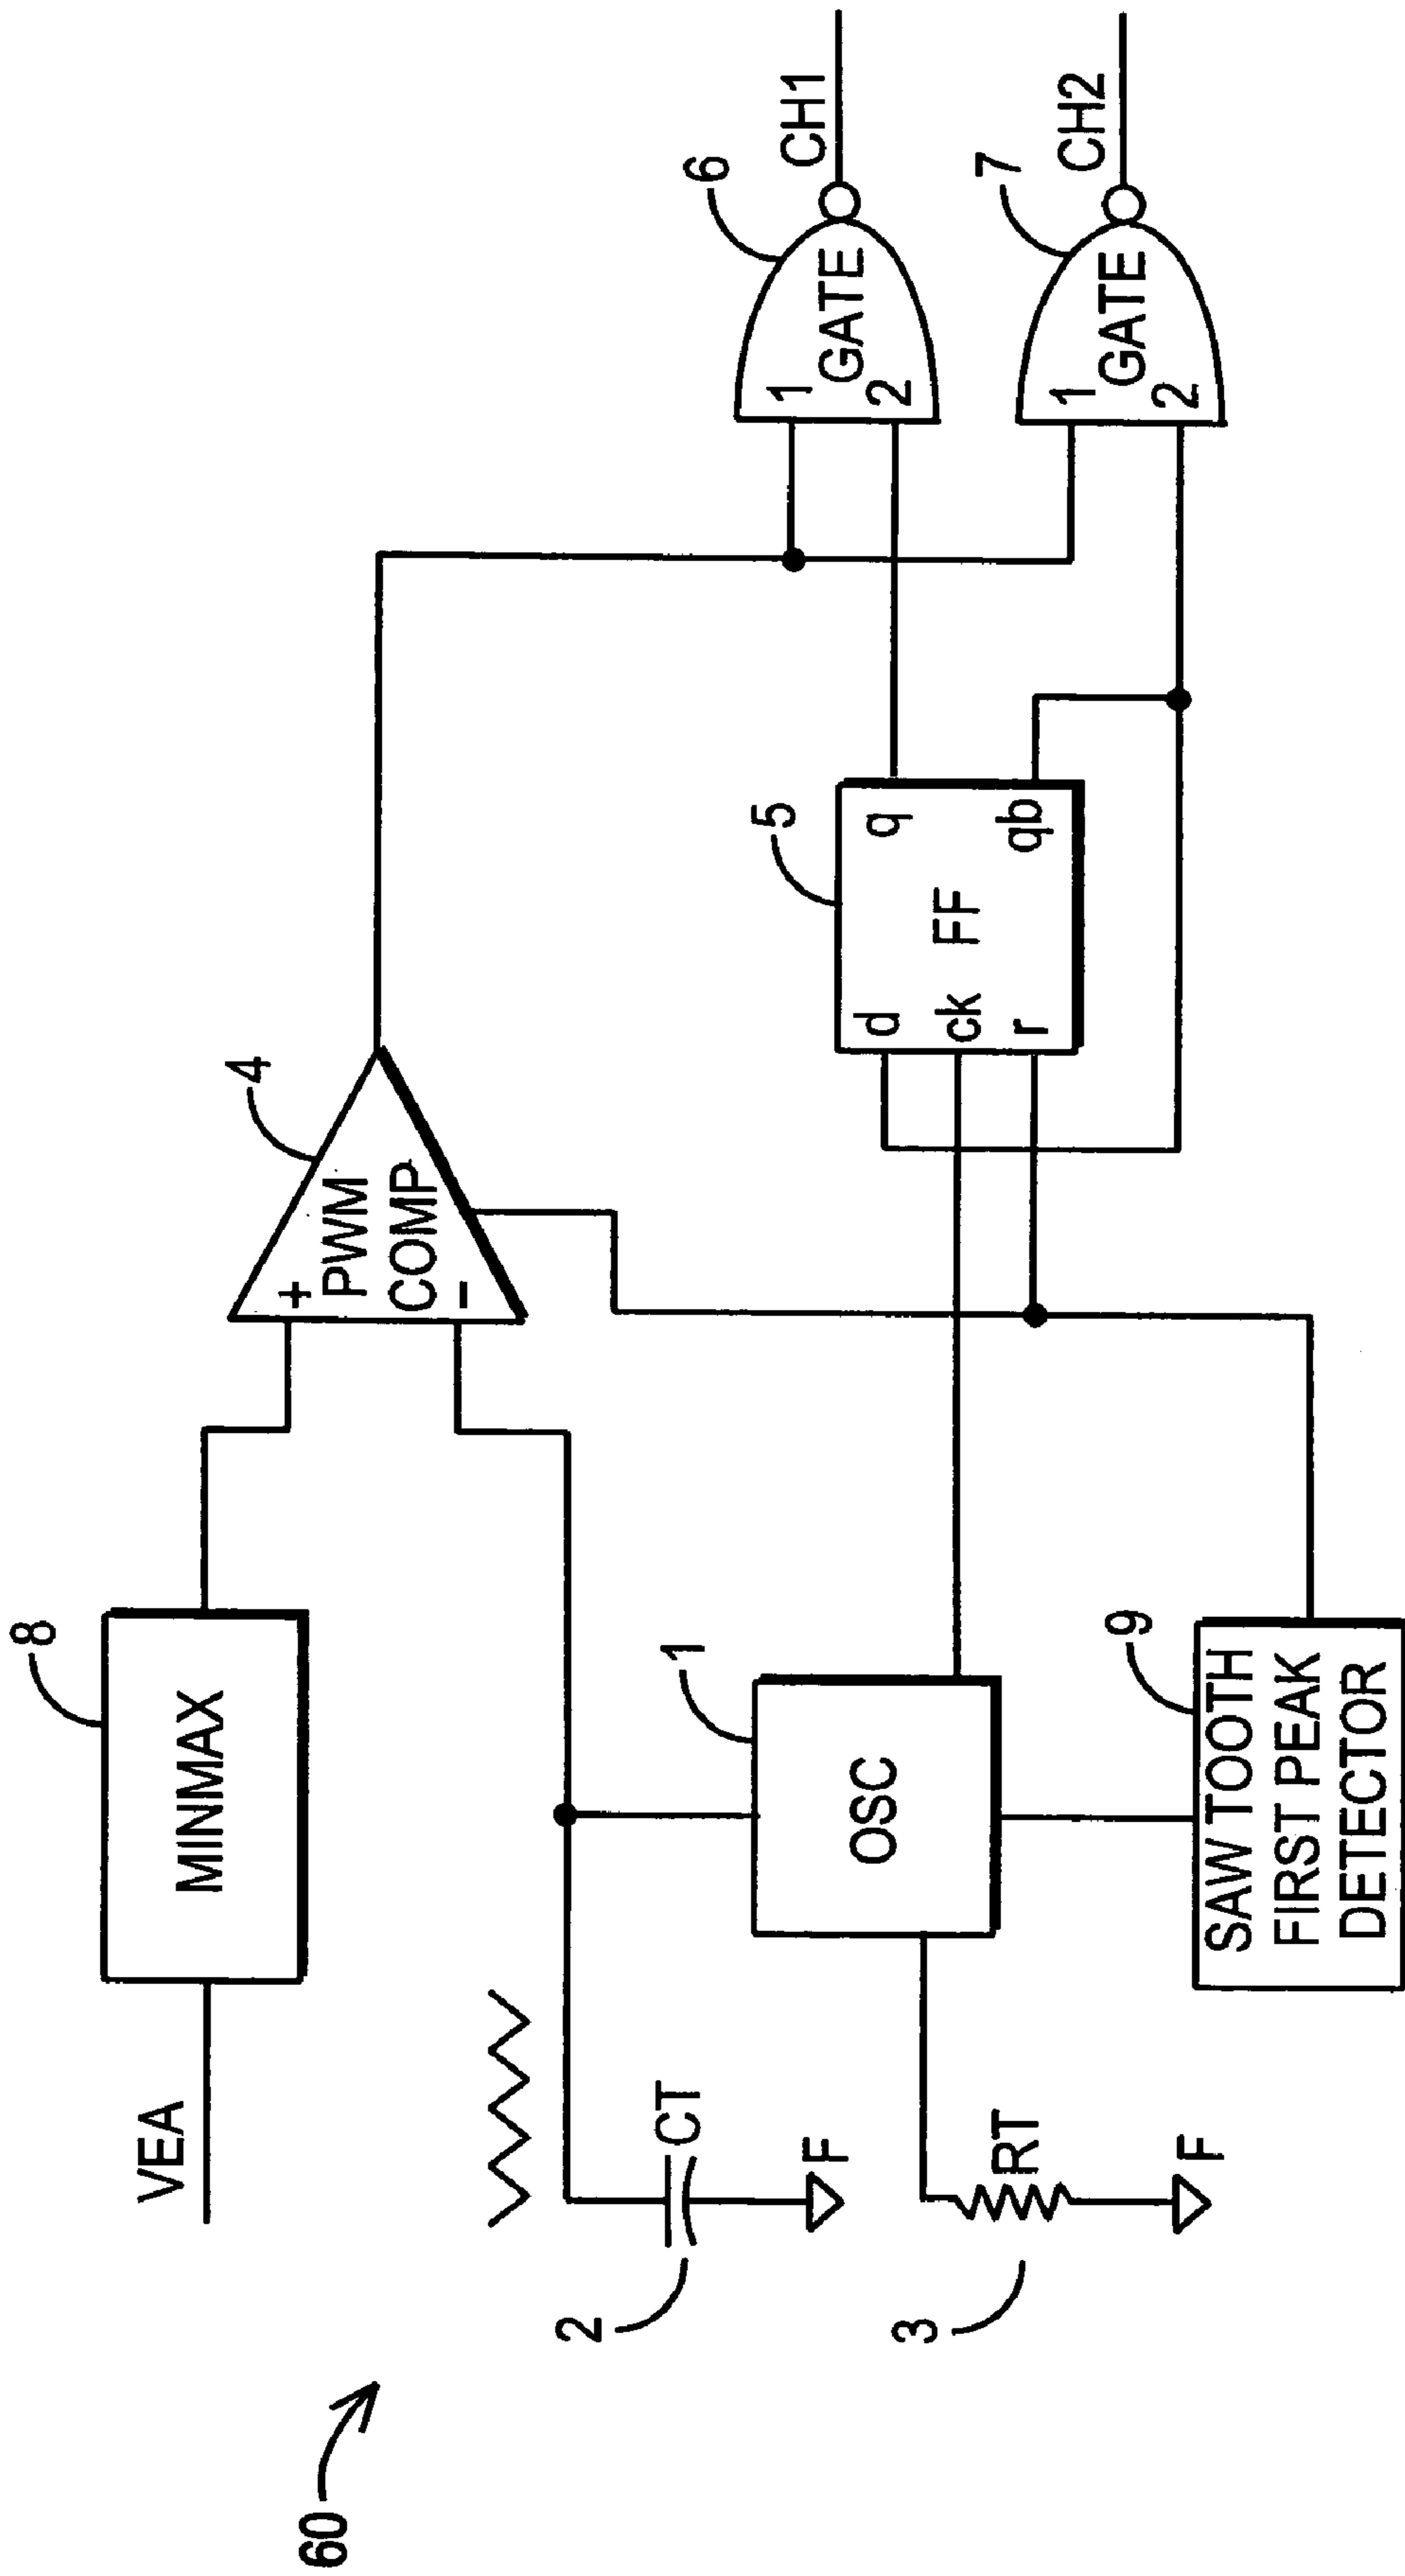 60
VEA
8
MINMAX
+
PWM
COMP
−
4
2
CT
F
3
RT
F
1
OSC
9
SAW TOOTH
FIRST PEAK
DETECTOR
5
d
ck
r
FF
q
qb
6
1
2
GATE
CH1
7
1
2
GATE
CH2